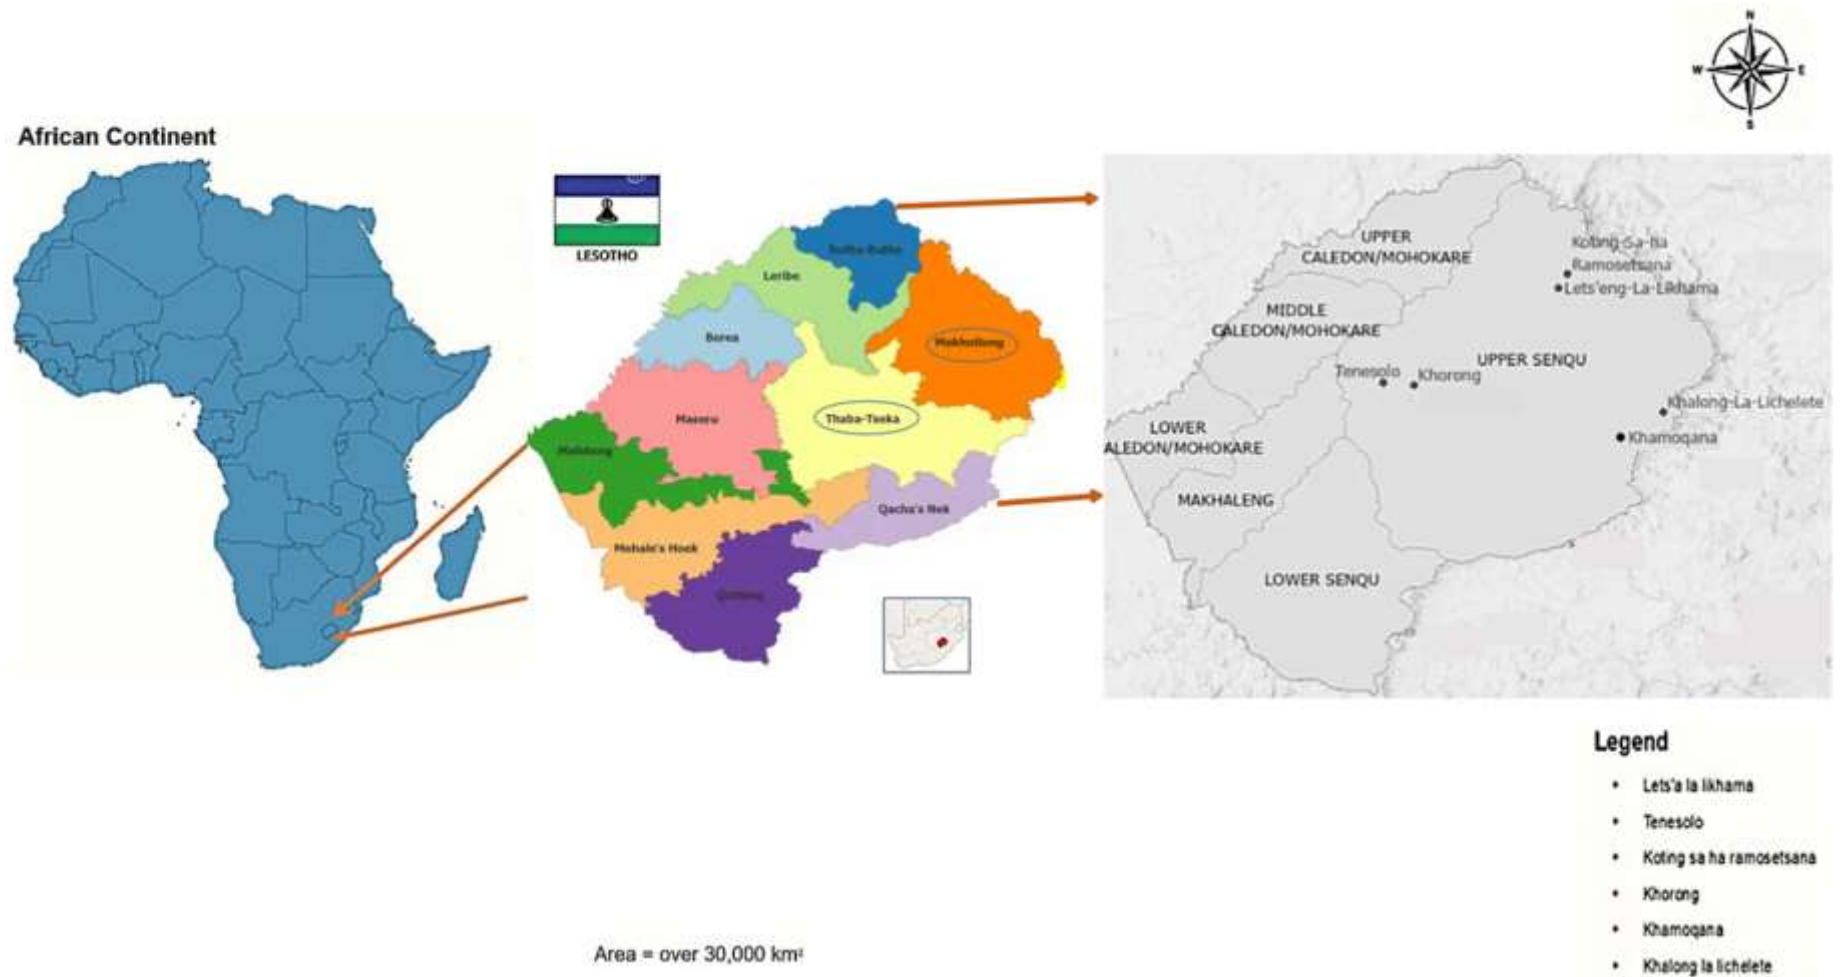 N
W E
S
African Continent
LESOTHO
Butha-Buthe
Leribe
Berea
Mokhotlong
Maseru
Thaba-Tseka
Mafeteng
Qacha's Nek
Mohale's Hoek
Quthing
UPPER
CALEDON/MOHOKARE
Koting-Sa-Ha
Ramosetsana
Lets'eng-La-Likhama
MIDDLE
CALEDON/MOHOKARE
UPPER SENQU
Tenesolo
Khorong
Khalong-La-Lichelete
Khamoqana
LOWER
ALEDON/MOHOKARE
MAKHALENG
LOWER SENQU
Legend
• Lets'a la likhama
• Tenesolo
• Koting sa ha ramosetsana
• Khorong
• Khamoqana
• Khalong la lichelete
Area = over 30,000 km²